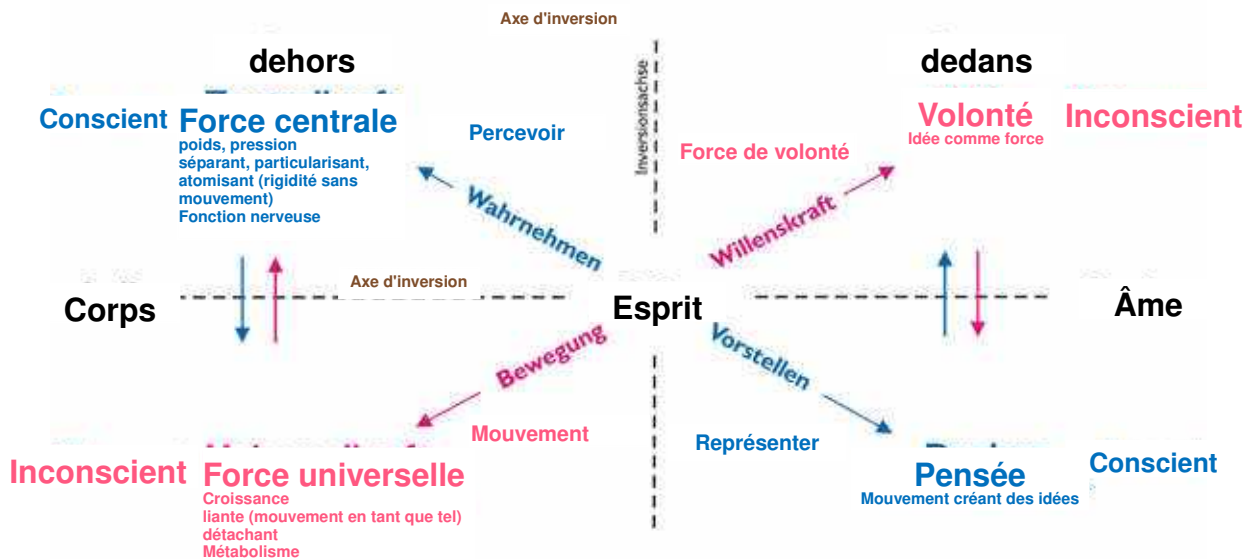 Axe d'inversion
dehors
dedans
Inversionsachse
Conscient
Force centrale
poids, pression
séparant, particularisant,
atomisant (rigidité sans
mouvement)
Fonction nerveuse
Percevoir
Volonté
Idée comme force
Inconscient
Force de volonté
Wahrnehmen
Willenskraft
Axe d'inversion
Corps
Esprit
Âme
Bewegung
Vorstellen
Mouvement
Représenter
Inconscient
Force universelle
Croissance
liante (mouvement en tant que tel)
détachant
Métabolisme
Pensée
Mouvement créant des idées
Conscient